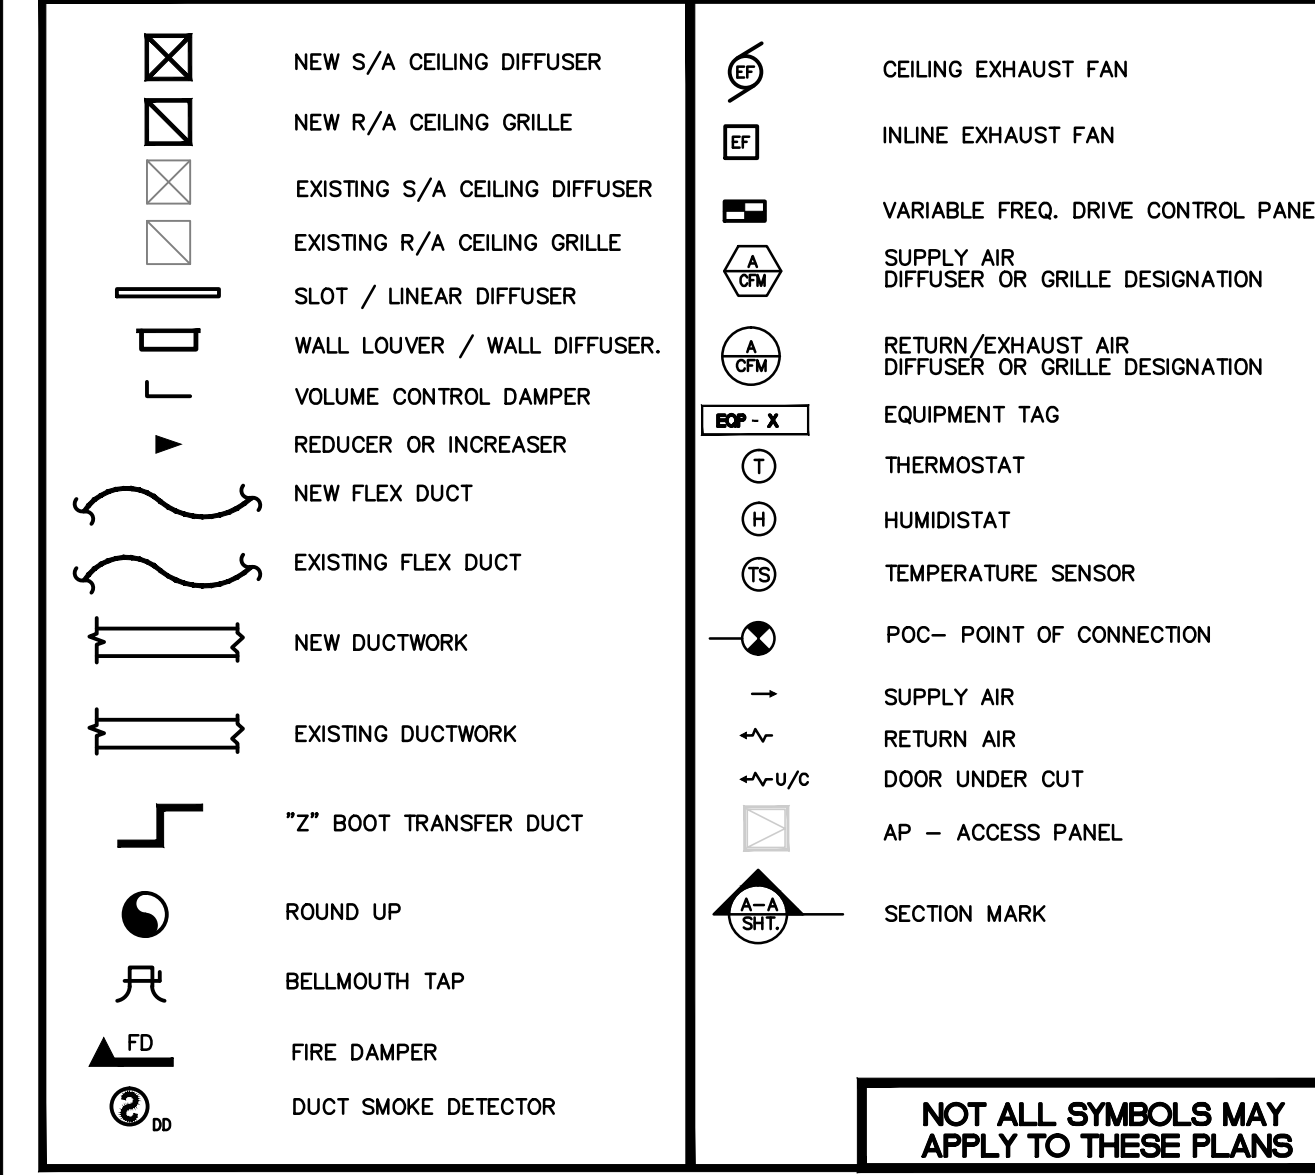 NEW S/A CEILING DIFFUSER
NEW R/A CEILING GRILLE
EXISTING S/A CEILING DIFFUSER
EXISTING R/A CEILING GRILLE
SLOT / LINEAR DIFFUSER
WALL LOUVER / WALL DIFFUSER.
VOLUME CONTROL DAMPER
REDUCER OR INCREASER
NEW FLEX DUCT
EXISTING FLEX DUCT
NEW DUCTWORK
EXISTING DUCTWORK
"Z" BOOT TRANSFER DUCT
ROUND UP
BELLMOUTH TAP
FD
FIRE DAMPER
DD
DUCT SMOKE DETECTOR
EF
CEILING EXHAUST FAN
EF
INLINE EXHAUST FAN
VARIABLE FREQ. DRIVE CONTROL PANE
A
CFM
SUPPLY AIR
DIFFUSER OR GRILLE DESIGNATION
A
CFM
RETURN/EXHAUST AIR
DIFFUSER OR GRILLE DESIGNATION
EQP - X
EQUIPMENT TAG
T
THERMOSTAT
H
HUMIDISTAT
TS
TEMPERATURE SENSOR
POC- POINT OF CONNECTION
SUPPLY AIR
RETURN AIR
U/C
DOOR UNDER CUT
AP - ACCESS PANEL
A-A
SHT.
SECTION MARK
NOT ALL SYMBOLS MAY
APPLY TO THESE PLANS